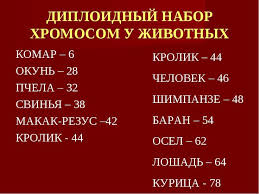 ДИПЛОИДНЫЙ НАБОР
ХРОМОСОМ У ЖИВОТНЫХ
КОМАР – 6
ОКУНЬ – 28
ПЧЕЛА – 32
СВИНЬЯ – 38
МАКАК-РЕЗУС –42
КРОЛИК - 44
КРОЛИК – 44
ЧЕЛОВЕК – 46
ШИМПАНЗЕ – 48
БАРАН – 54
ОСЕЛ – 62
ЛОШАДЬ – 64
КУРИЦА - 78